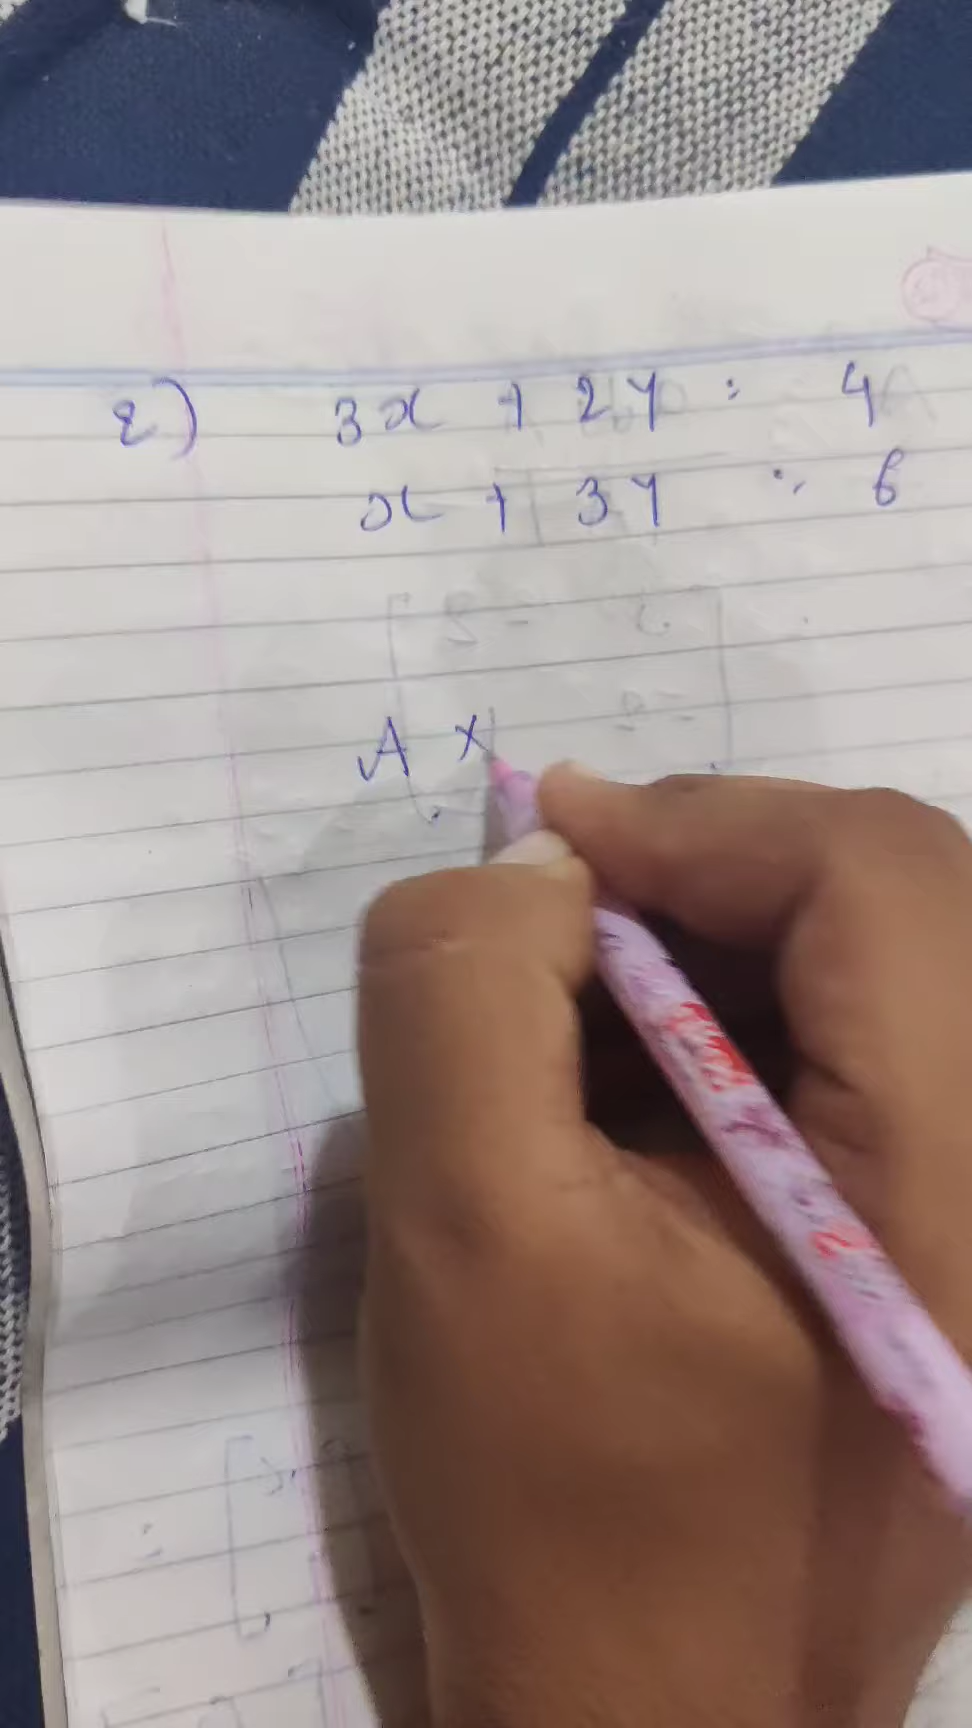 2) 3x + 2y = 4
x + 3y = 6
A X